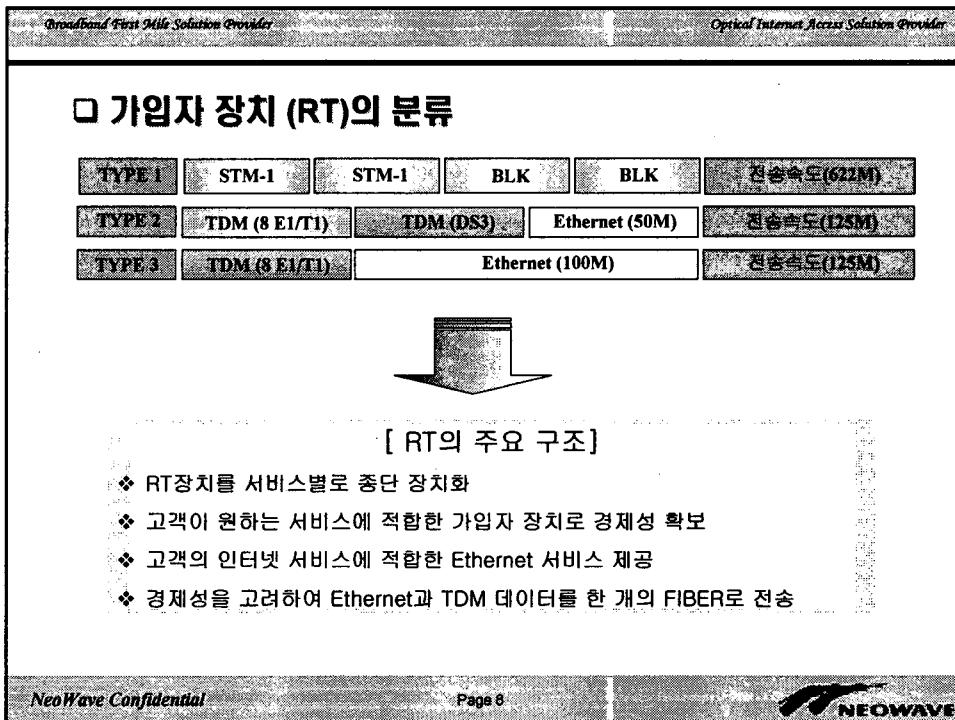 Broadband First Mile Solution Provider
Optical Internet Access Solution Provider
□ 가입자 장치 (RT)의 분류
TYPE 1 STM-1 STM-1 BLK BLK 전송속도(622M)
TYPE 2 TDM (8 E1/T1) TDM (DS3) Ethernet (50M) 전송속도(125M)
TYPE 3 TDM (8 E1/T1) Ethernet (100M) 전송속도(125M)
[ RT의 주요 구조]
❖ RT장치를 서비스별로 종단 장치화
❖ 고객이 원하는 서비스에 적합한 가입자 장치로 경제성 확보
❖ 고객의 인터넷 서비스에 적합한 Ethernet 서비스 제공
❖ 경제성을 고려하여 Ethernet과 TDM 데이터를 한 개의 FIBER로 전송
NeoWave Confidential
Page 8
NEOWAVE